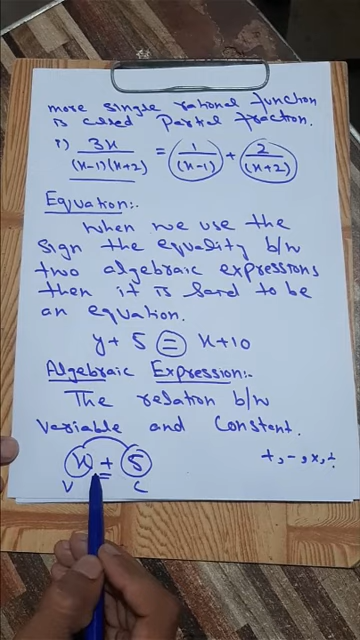 more single rational function
is called Partial fraction.
1) 3x/(x-1)(x+2) = 1/(x-1) + 2/(x+2)
Equation:-
When we use the
sign the equality b/w
two algebraic expressions
then it is said to be
an equation.
y + 5 = x + 10
Algebraic Expression:-
The relation b/w
variable and Constant.
x + 5
+, -, x, ÷
V C